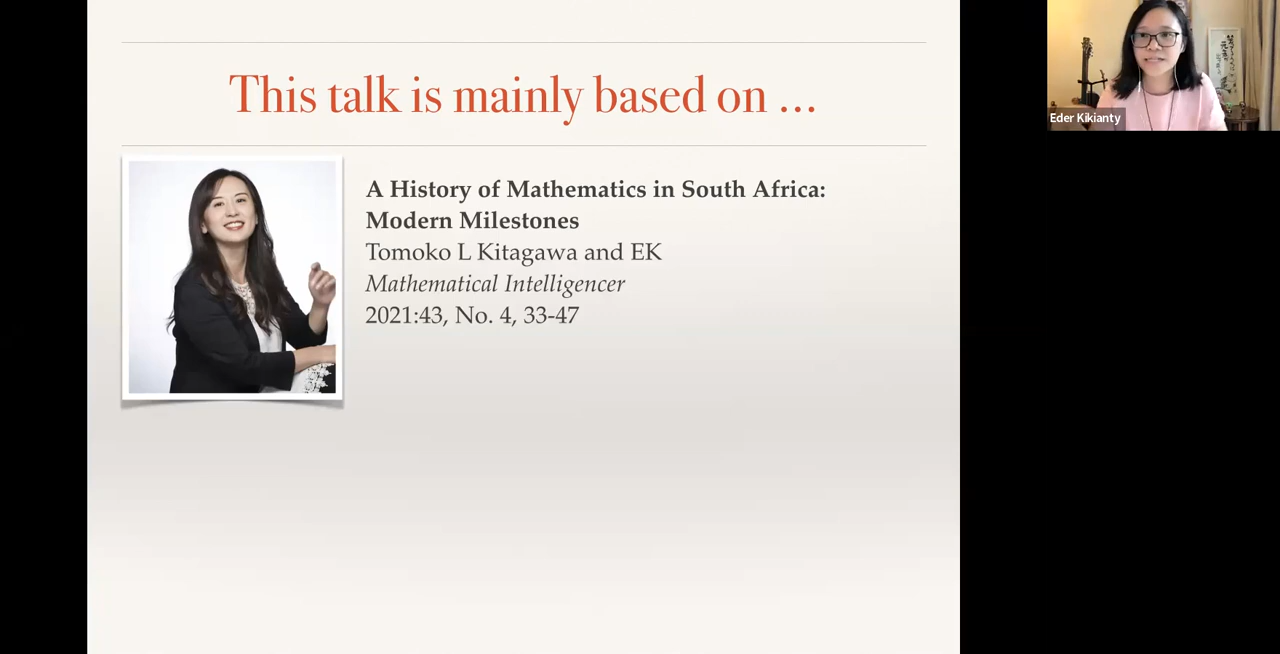 This talk is mainly based on ...
A History of Mathematics in South Africa:
Modern Milestones
Tomoko L Kitagawa and EK
Mathematical Intelligencer
2021:43, No. 4, 33-47
Eder Kikianty